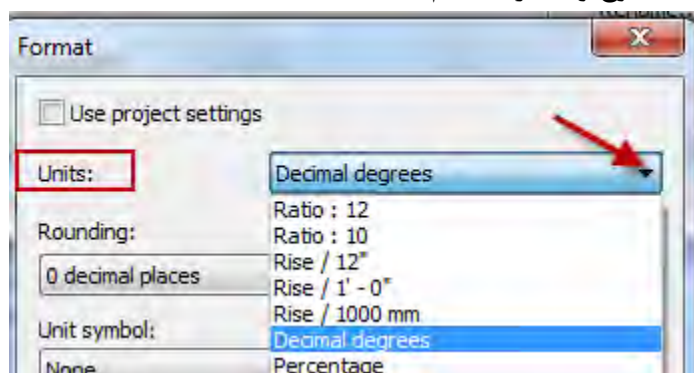 Format
Use project settings
Units: Decimal degrees
Ratio : 12
Rounding: Ratio : 10
0 decimal places Rise / 12"
Rise / 1' - 0"
Unit symbol: Rise / 1000 mm
Decimal degrees
None Percentage